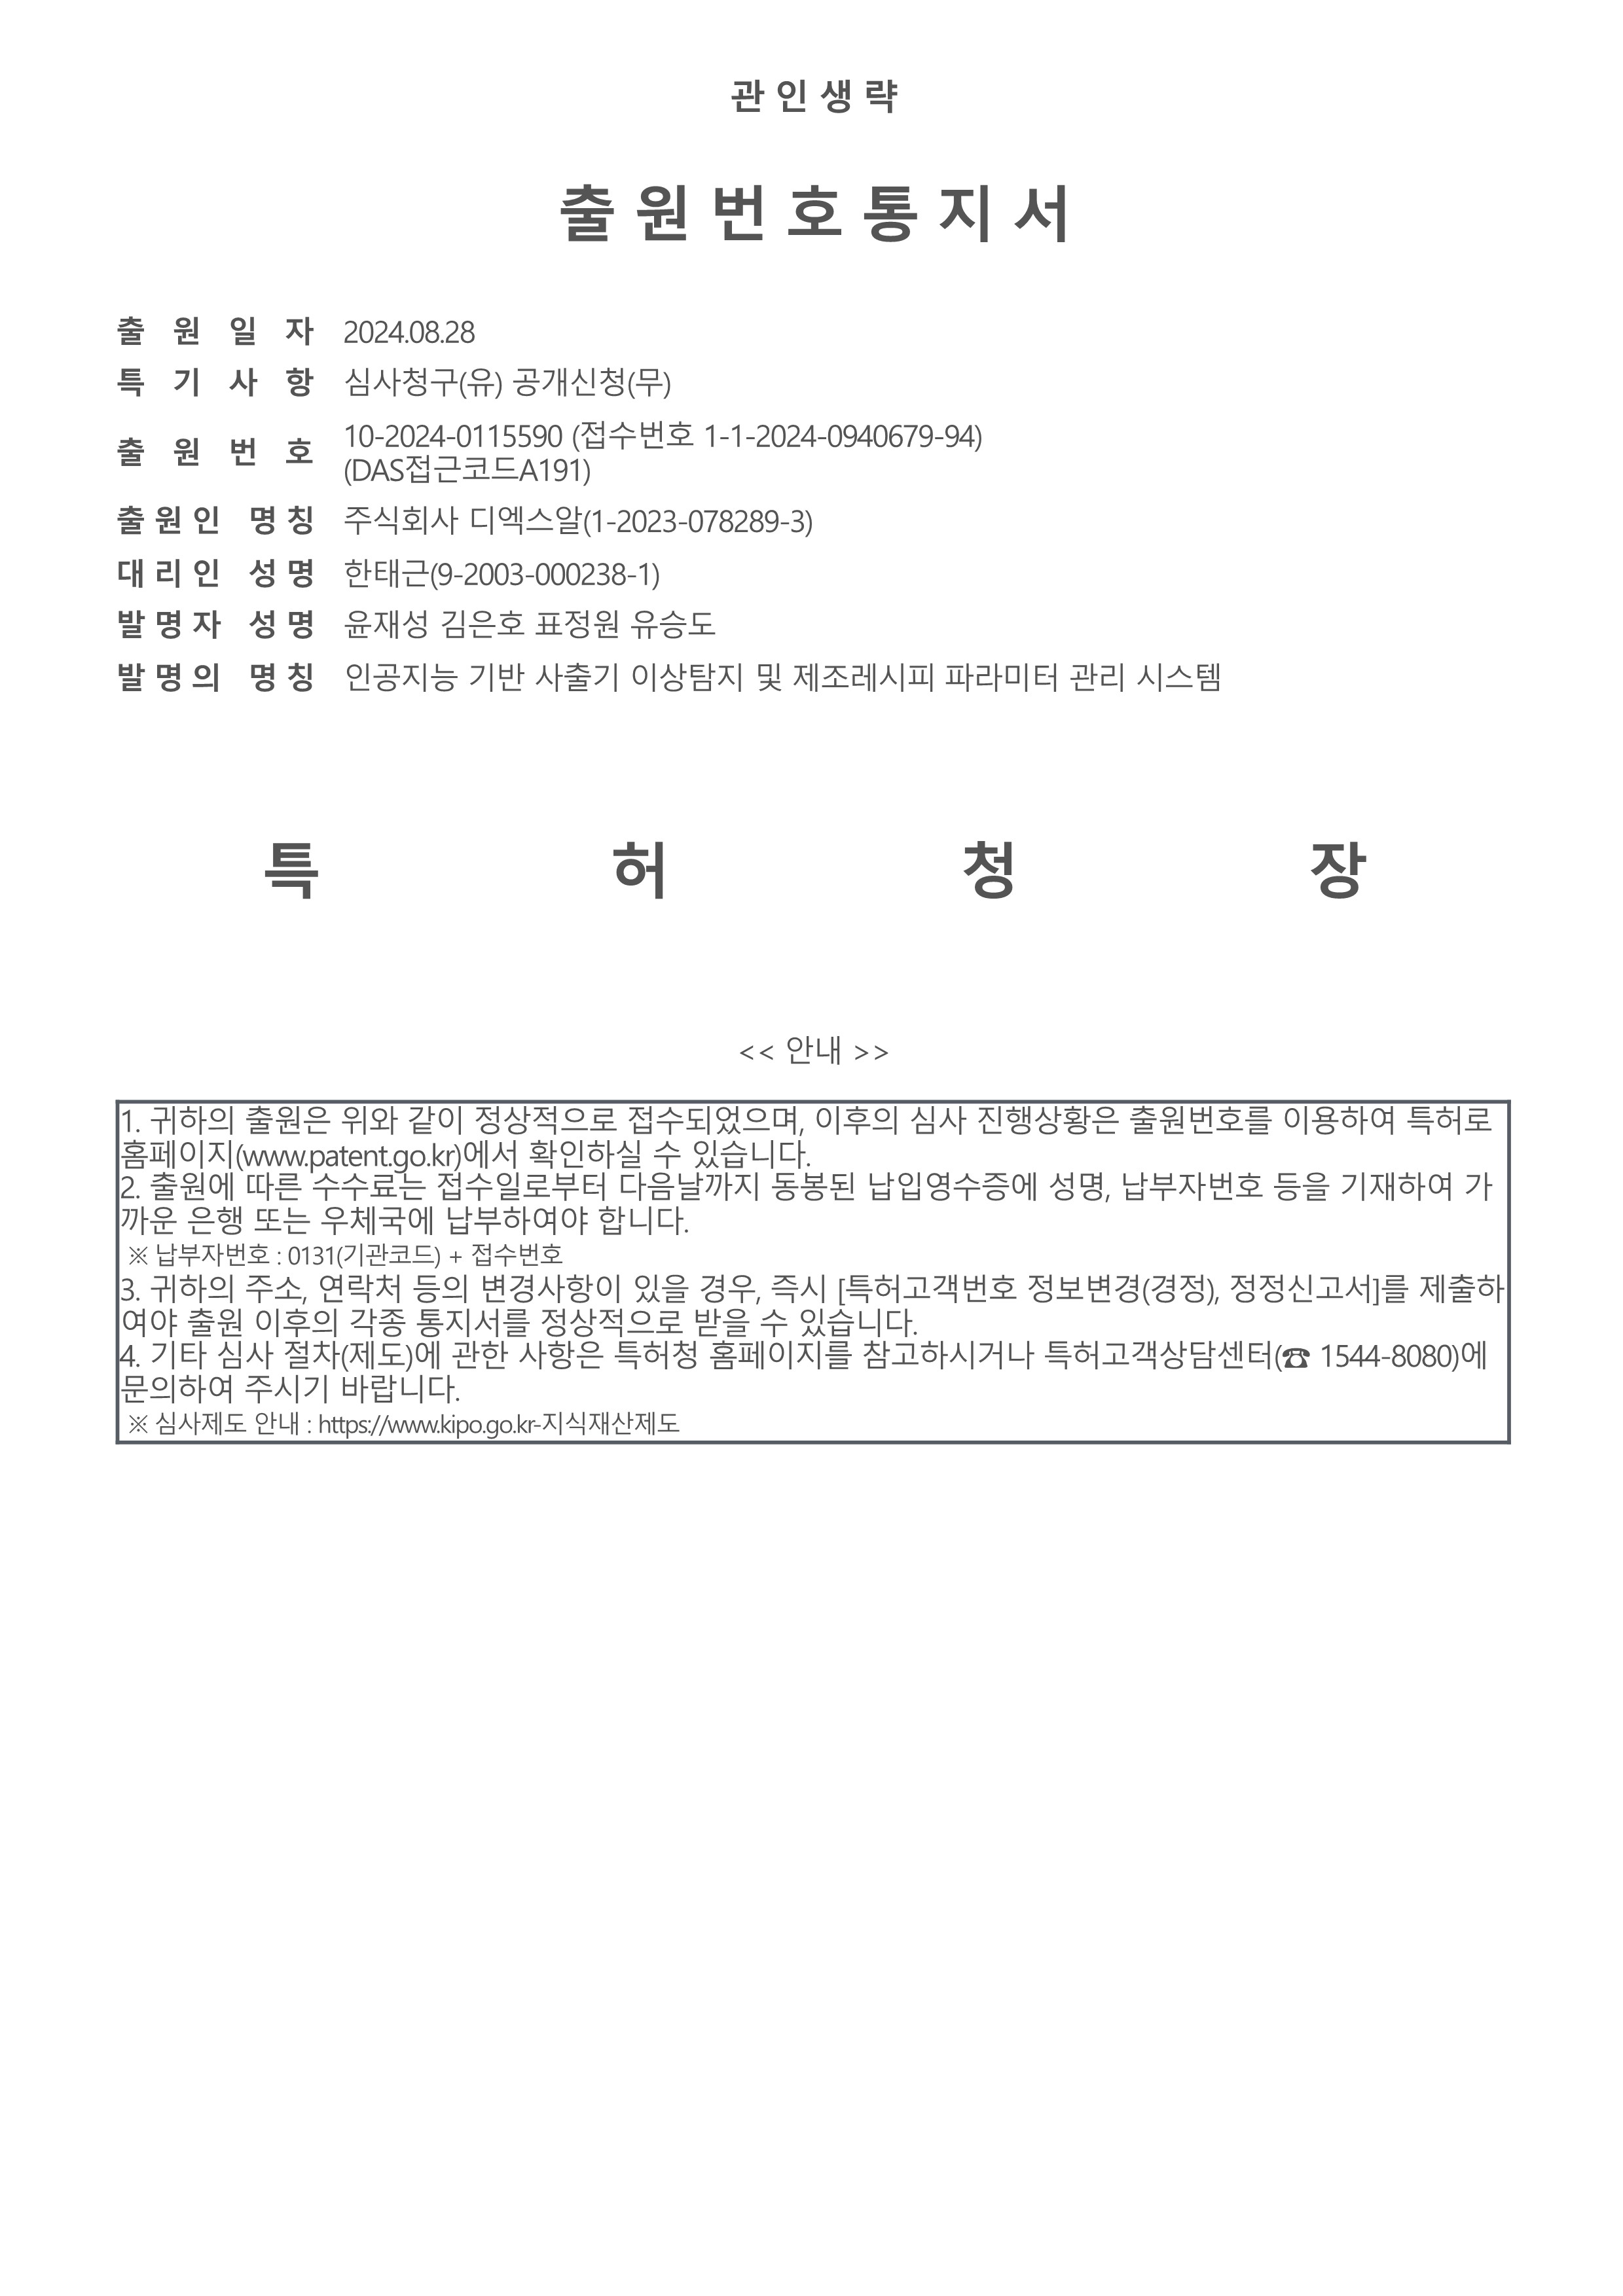 관 인 생 략
출 원 번 호 통 지 서
출 원 일 자 2024.08.28
특 기 사 항 심사청구(유) 공개신청(무)
출 원 번 호 10-2024-0115590 (접수번호 1-1-2024-0940679-94)
(DAS접근코드A191)
출 원 인 명 칭 주식회사 디엑스알(1-2023-078289-3)
대 리 인 성 명 한태근(9-2003-000238-1)
발 명 자 성 명 윤재성 김은호 표정원 유승도
발 명 의 명 칭 인공지능 기반 사출기 이상탐지 및 제조레시피 파라미터 관리 시스템
특 허 청 장
<< 안내 >>
1. 귀하의 출원은 위와 같이 정상적으로 접수되었으며, 이후의 심사 진행상황은 출원번호를 이용하여 특허로
홈페이지(www.patent.go.kr)에서 확인하실 수 있습니다.
2. 출원에 따른 수수료는 접수일로부터 다음날까지 동봉된 납입영수증에 성명, 납부자번호 등을 기재하여 가
까운 은행 또는 우체국에 납부하여야 합니다.
※ 납부자번호 : 0131(기관코드) + 접수번호
3. 귀하의 주소, 연락처 등의 변경사항이 있을 경우, 즉시 [특허고객번호 정보변경(경정), 정정신고서]를 제출하
여야 출원 이후의 각종 통지서를 정상적으로 받을 수 있습니다.
4. 기타 심사 절차(제도)에 관한 사항은 특허청 홈페이지를 참고하시거나 특허고객상담센터(☎ 1544-8080)에
문의하여 주시기 바랍니다.
※ 심사제도 안내 : https://www.kipo.go.kr-지식재산제도